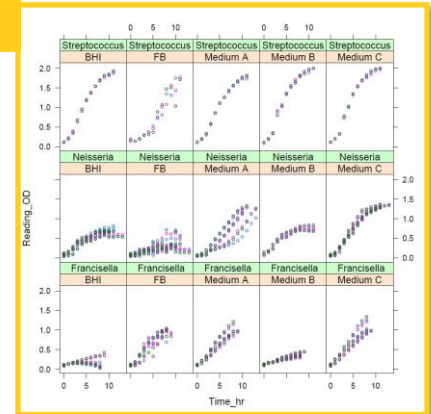 0 5 10 0 5 10
Streptococcus Streptococcus Streptococcus Streptococcus Streptococcus
BHI FB Medium A Medium B Medium C
2.0
1.5
1.0
0.5
0.0
Neisseria Neisseria Neisseria Neisseria Neisseria
BHI FB Medium A Medium B Medium C
2.0
1.5
1.0
0.5
0.0
Reading_OD
Francisella Francisella Francisella Francisella Francisella
BHI FB Medium A Medium B Medium C
2.0
1.5
1.0
0.5
0.0
0 5 10 0 5 10 0 5 10
Time_hr